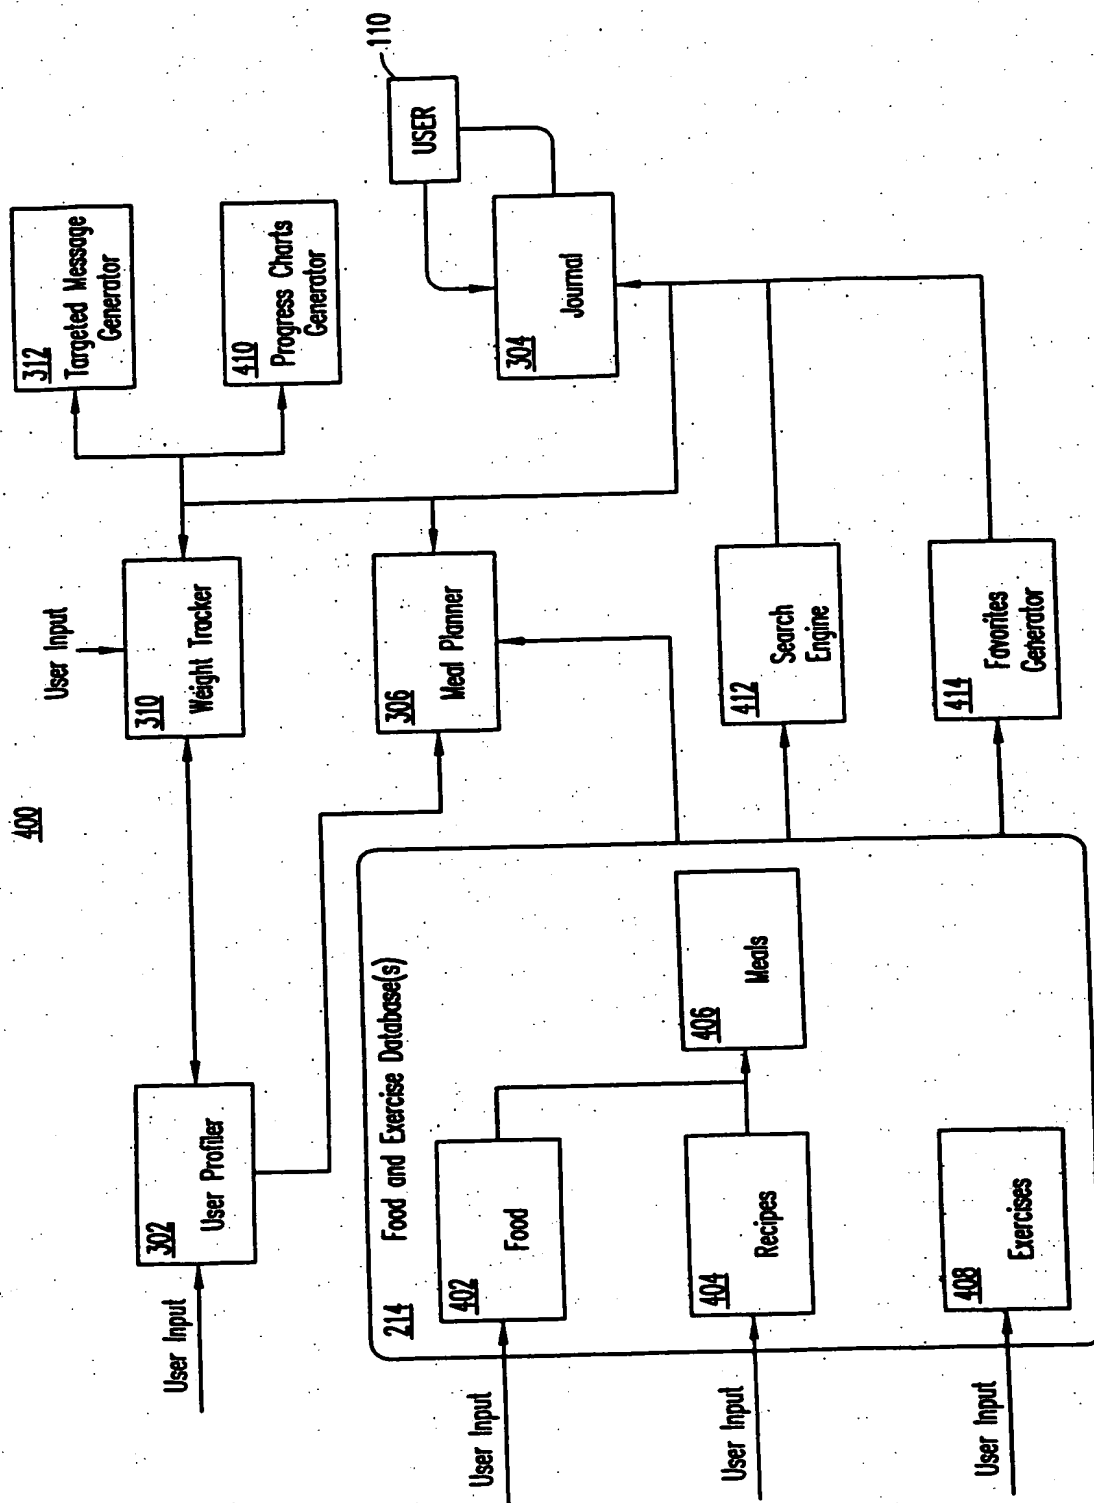 400
User Input
302
User Profiler
User Input
310
Weight Tracker
312
Targeted Message
Generator
410
Progress Charts
Generator
USER
110
304
Journal
306
Meal Planner
214
Food and Exercise Database(s)
User Input
402
Food
User Input
404
Recipes
406
Meals
User Input
408
Exercises
412
Search
Engine
414
Favorites
Generator